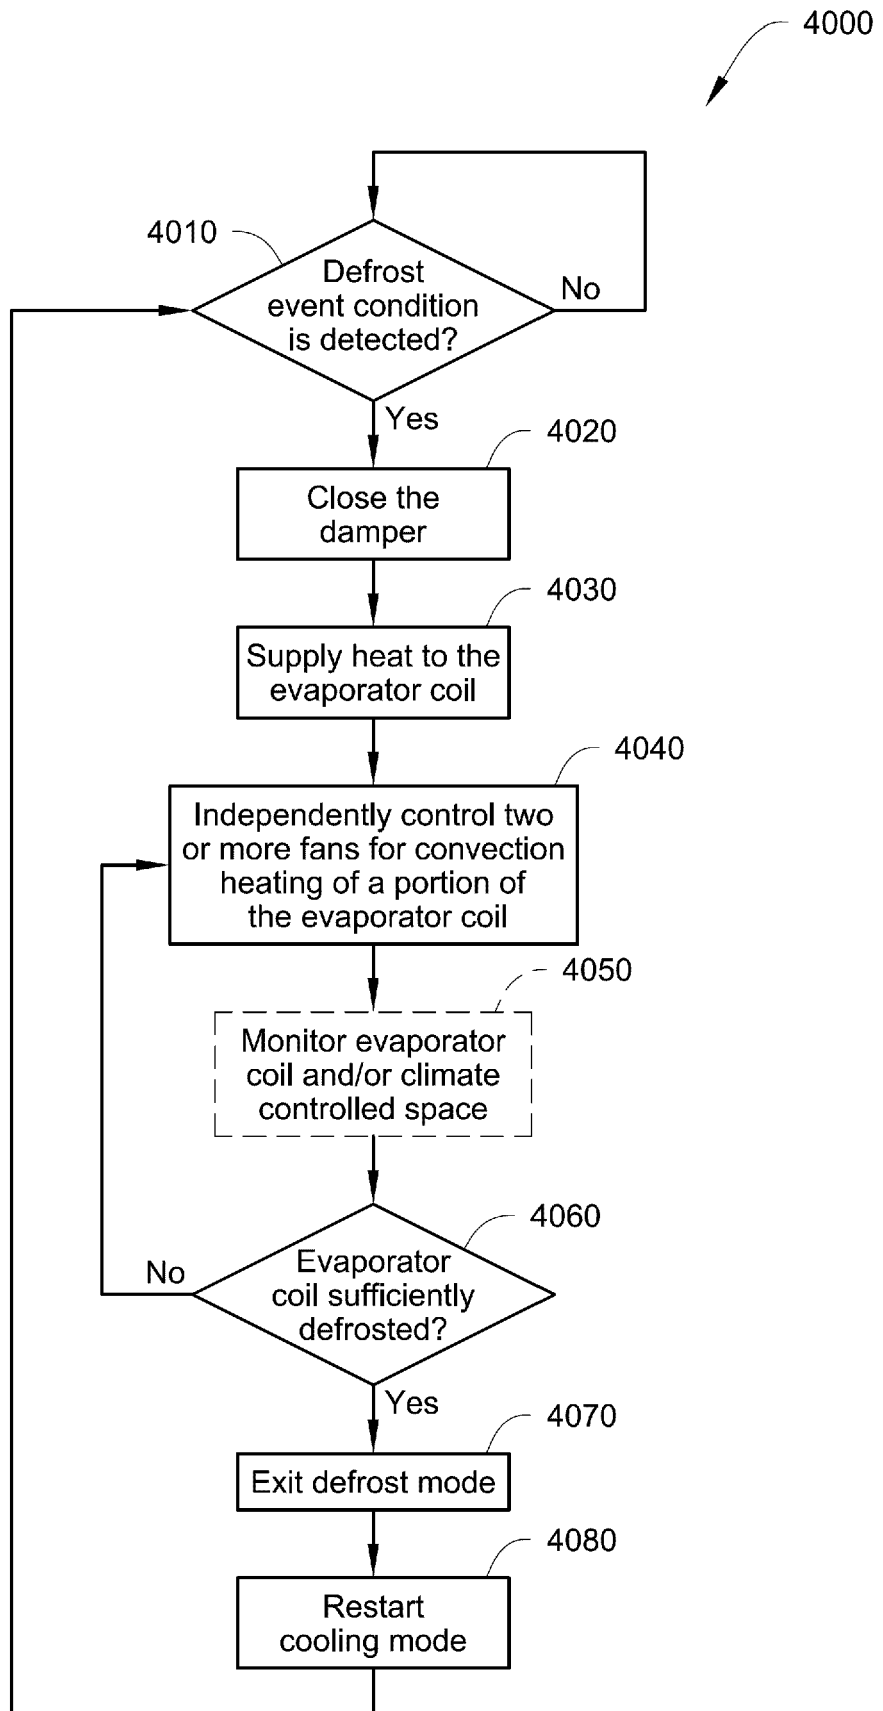 4000
4010
Defrost
event condition
is detected?
No
Yes
4020
Close the
damper
4030
Supply heat to the
evaporator coil
4040
Independently control two
or more fans for convection
heating of a portion of
the evaporator coil
4050
Monitor evaporator
coil and/or climate
controlled space
4060
Evaporator
coil sufficiently
defrosted?
No
Yes
4070
Exit defrost mode
4080
Restart
cooling mode